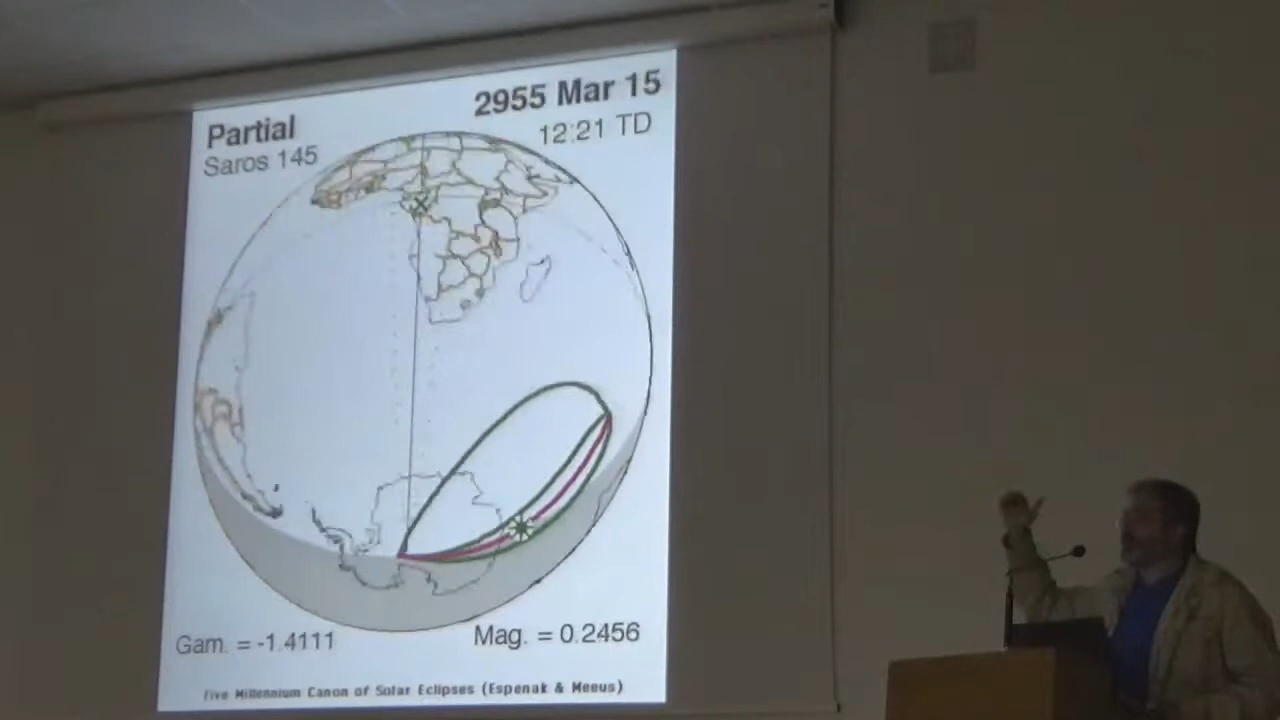 Partial
Saros 145
2955 Mar 15
12:21 TD
Gam. = -1.4111
Mag. = 0.2456
Five Millennium Canon of Solar Eclipses (Espenak & Meeus)